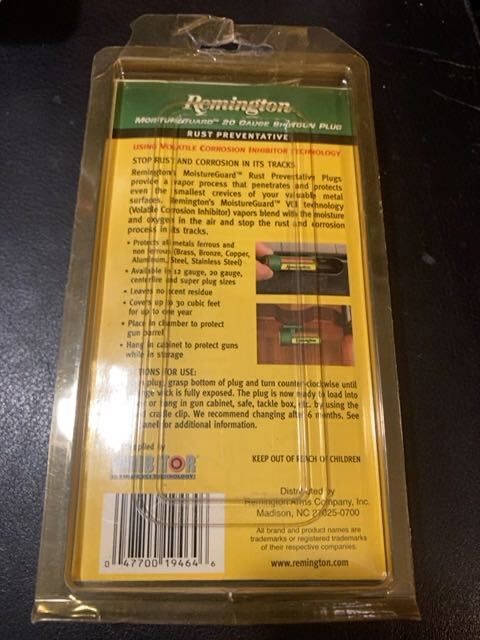 Remington
MOISTUREGUARD™ 20 GAUGE SHOTGUN PLUG
RUST PREVENTATIVE
USING VOLATILE CORROSION INHIBITOR TECHNOLOGY
STOP RUST AND CORROSION IN ITS TRACKS
Remington's MoistureGuard™ Rust Preventative Plugs
provide a vapor process that penetrates and protects
even the smallest crevices of your valuable metal
surfaces. Remington's MoistureGuard™ VCI technology
(Volatile Corrosion Inhibitor) vapors blend with the moisture
and oxygen in the air and stop the rust and corrosion
process in its tracks.
• Protects all metals ferrous and
non ferrous (Brass, Bronze, Copper,
Aluminum, Steel, Stainless Steel)
• Available in 12 gauge, 20 gauge,
centerfire and super plug sizes
• Leaves no scent residue
• Covers up to 30 cubic feet
for up to one year
• Place in chamber to protect
gun barrel
• Hang in cabinet to protect guns
while in storage
Remington
Remington
TIONS FOR USE:
plug, grasp bottom of plug and turn counter-clockwise until
wick is fully exposed. The plug is now ready to load into
or hang in gun cabinet, safe, tackle box, etc. by using the
cradle clip. We recommend changing after 6 months. See
panel for additional information.
plied by
KEEP OUT OF REACH OF CHILDREN
Distributed by
Remington Arms Company, Inc.
Madison, NC 27025-0700
All brand and product names are
trademarks or registered trademarks
of their respective companies.
www.remington.com
0 47700 19464 6